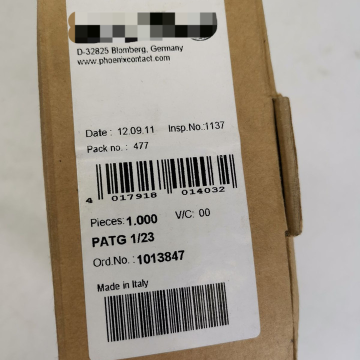 D-32825 Blomberg, Germany
www.phoenixcontact.com
Date : 12.09.11 Insp.No.:1137
Pack no. : 477
4 017918 014032
Pieces: 1.000 V/C: 00
PATG 1/23
Ord.No. : 1013847
Made in Italy